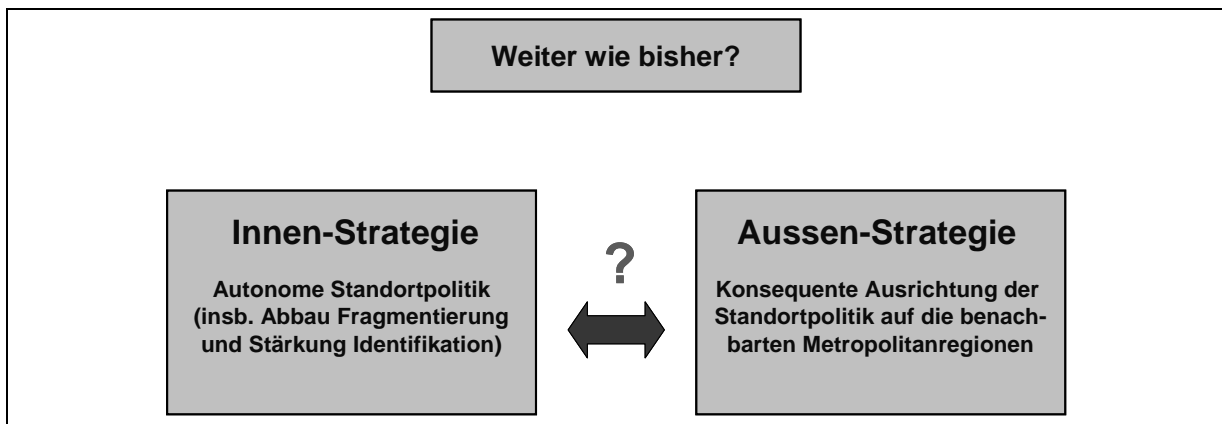 Weiter wie bisher?
Innen-Strategie
Autonome Standortpolitik
(insb. Abbau Fragmentierung
und Stärkung Identifikation)
?
Aussen-Strategie
Konsequente Ausrichtung der
Standortpolitik auf die benach-
barten Metropolitanregionen